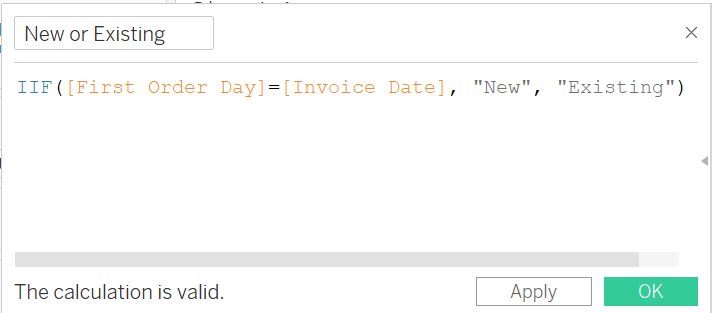 New or Existing
IIF([First Order Day]=[Invoice Date], "New", "Existing")
The calculation is valid.
Apply
OK